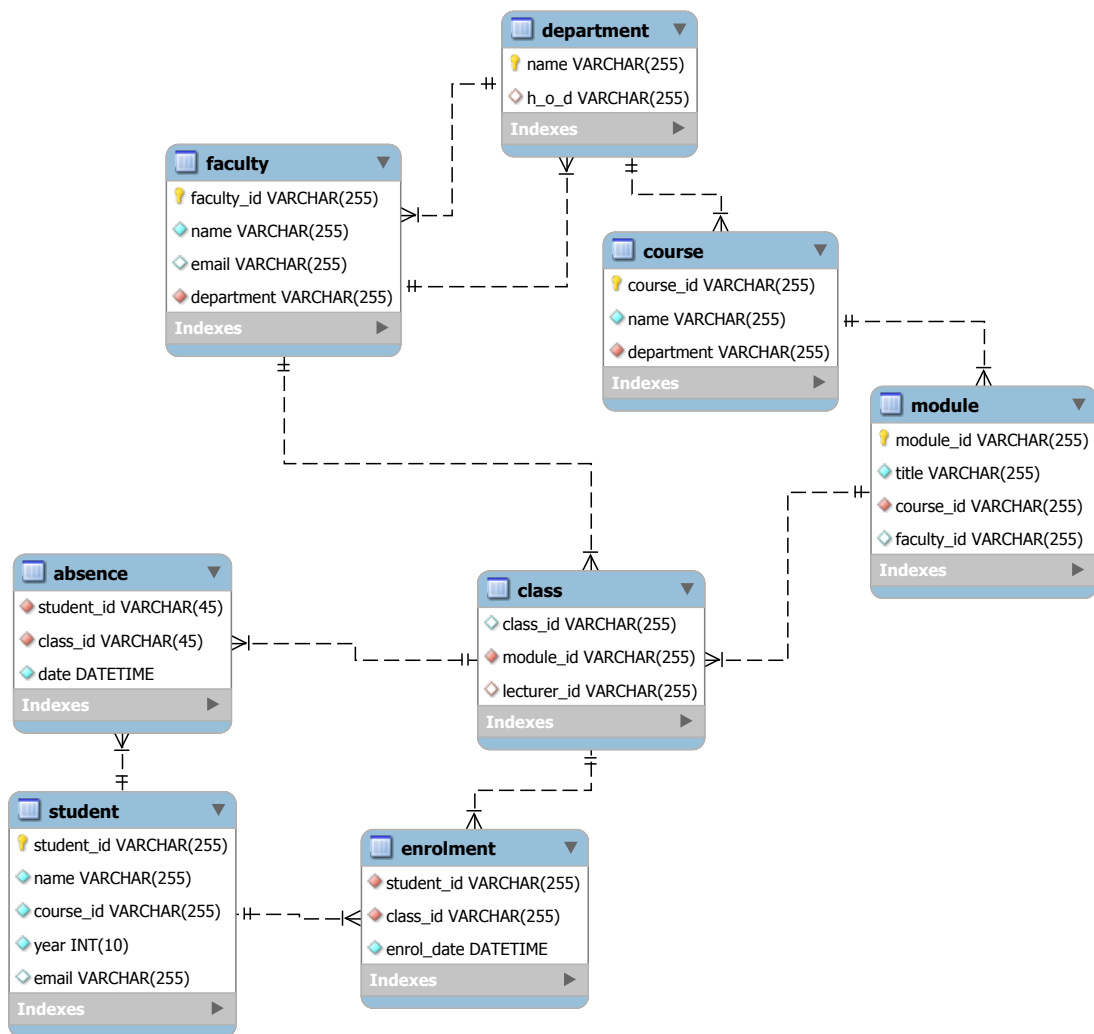 department
name VARCHAR(255)
h_o_d VARCHAR(255)
Indexes
faculty
faculty_id VARCHAR(255)
name VARCHAR(255)
email VARCHAR(255)
department VARCHAR(255)
Indexes
course
course_id VARCHAR(255)
name VARCHAR(255)
department VARCHAR(255)
Indexes
module
module_id VARCHAR(255)
title VARCHAR(255)
course_id VARCHAR(255)
faculty_id VARCHAR(255)
Indexes
absence
student_id VARCHAR(45)
class_id VARCHAR(45)
date DATETIME
Indexes
class
class_id VARCHAR(255)
module_id VARCHAR(255)
lecturer_id VARCHAR(255)
Indexes
student
student_id VARCHAR(255)
name VARCHAR(255)
course_id VARCHAR(255)
year INT(10)
email VARCHAR(255)
Indexes
enrolment
student_id VARCHAR(255)
class_id VARCHAR(255)
enrol_date DATETIME
Indexes